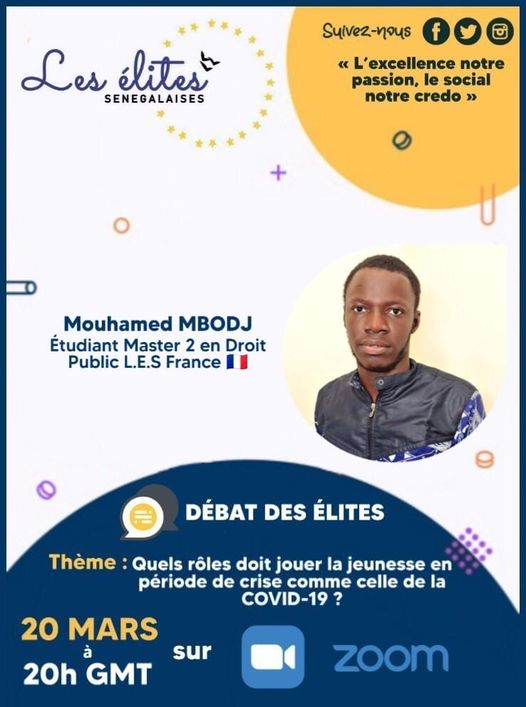 Les élites
SENEGALAISES
Suivez-nous
« L'excellence notre
passion, le social
notre credo »
Mouhamed MBODJ
Étudiant Master 2 en Droit
Public L.E.S France 🇫🇷
DÉBAT DES ÉLITES
Thème : Quels rôles doit jouer la jeunesse en
période de crise comme celle de la
COVID-19 ?
20 MARS
à
20h GMT
sur
zoom